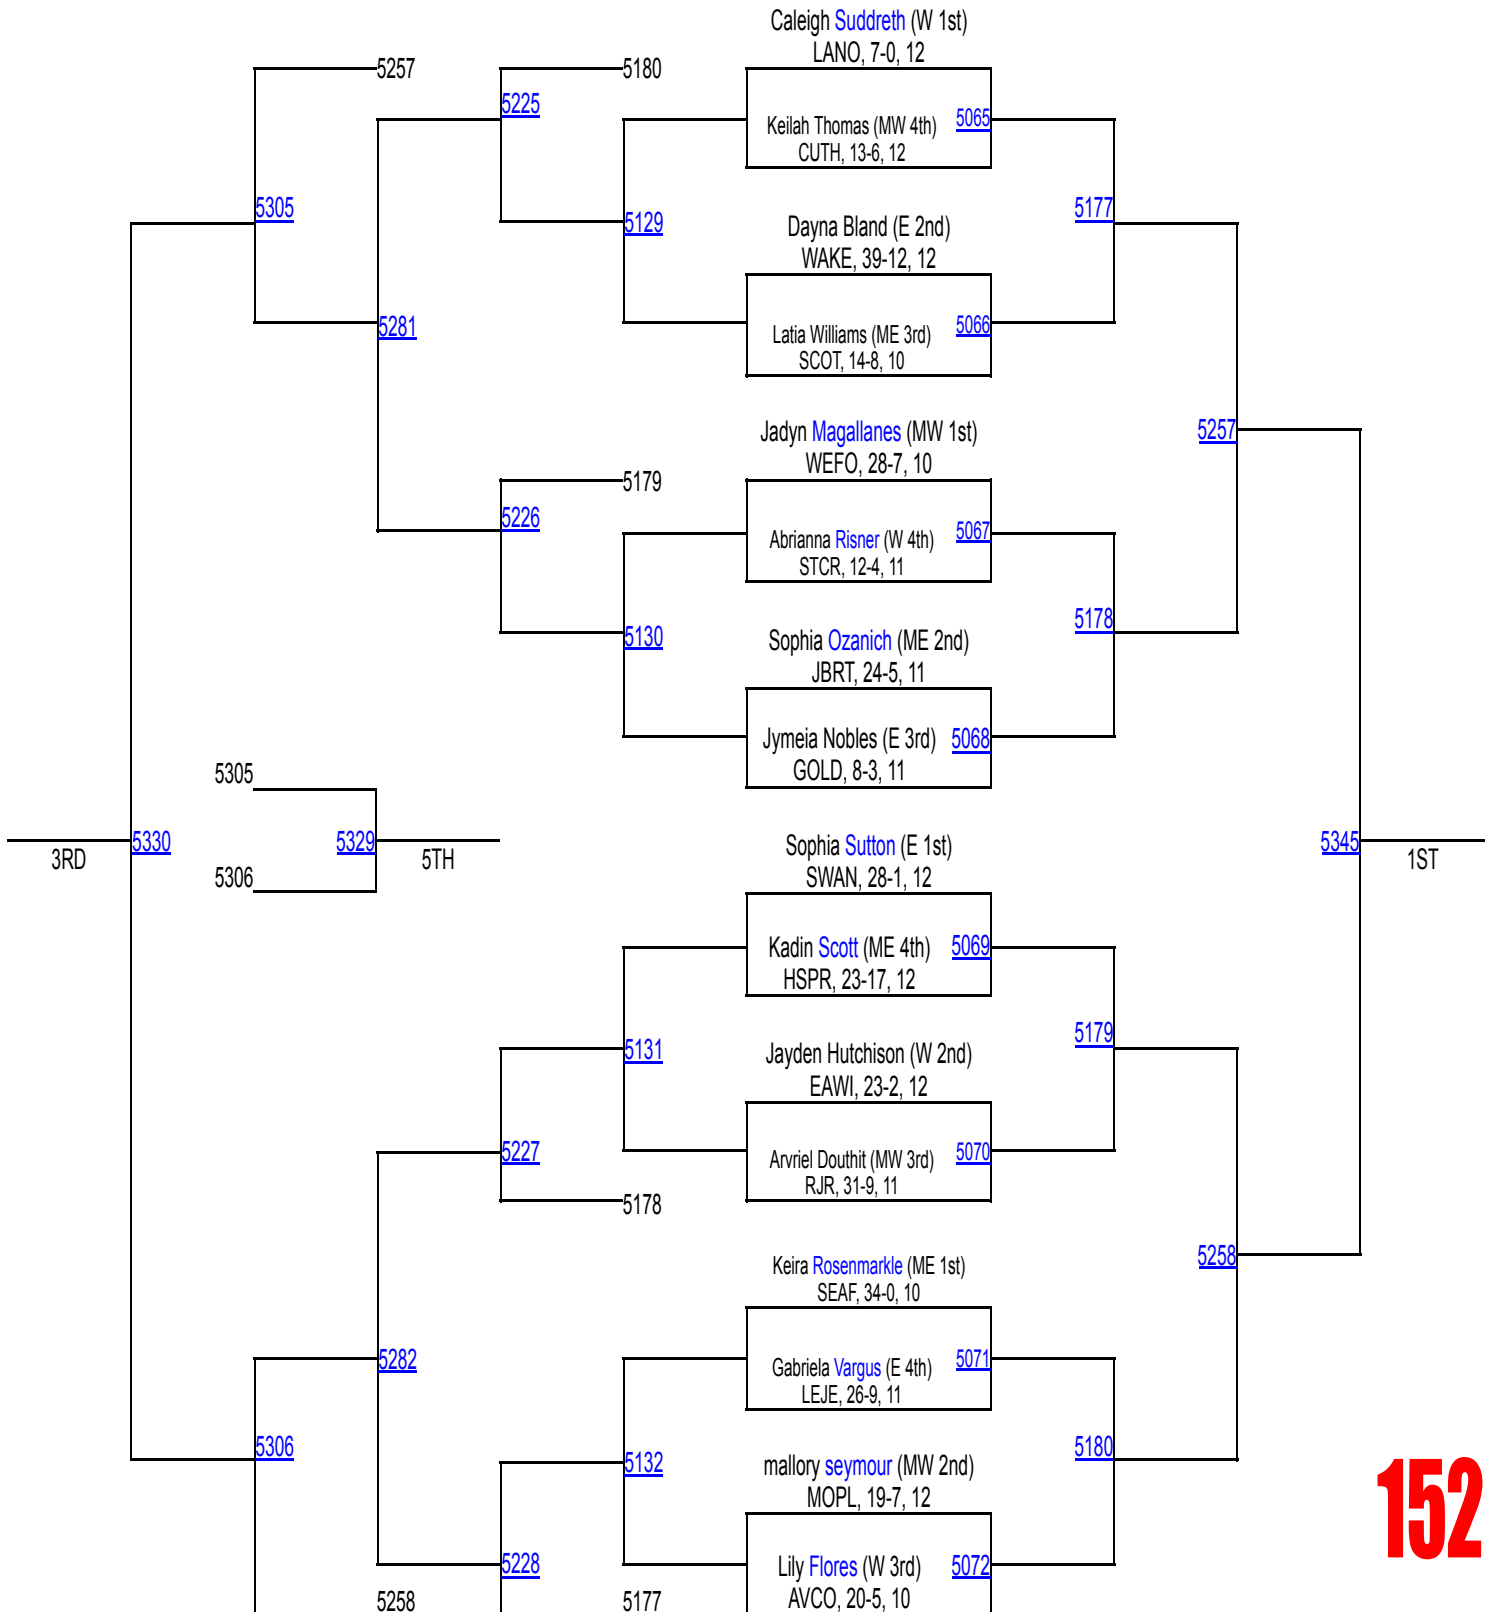 Caleigh Suddreth (W 1st)
LANO, 7-0, 12
5257
5180
5225
Keilah Thomas (MW 4th)
5065
CUTH, 13-6, 12
5305
5177
5129
Dayna Bland (E 2nd)
WAKE, 39-12, 12
5281
Latia Williams (ME 3rd)
5066
SCOT, 14-8, 10
Jadyn Magallanes (MW 1st)
5257
WEFO, 28-7, 10
5179
5226
Abrianna Risner (W 4th)
5067
STCR, 12-4, 11
5178
5130
Sophia Ozanich (ME 2nd)
JBRT, 24-5, 11
Jymeia Nobles (E 3rd)
5068
GOLD, 8-3, 11
5305
5330
5329
5345
3RD
5TH
1ST
5306
Sophia Sutton (E 1st)
SWAN, 28-1, 12
Kadin Scott (ME 4th)
5069
HSPR, 23-17, 12
5179
5131
Jayden Hutchison (W 2nd)
EAWI, 23-2, 12
5227
Arvriel Douthit (MW 3rd)
5070
RJR, 31-9, 11
5178
5258
Keira Rosenmarkle (ME 1st)
SEAF, 34-0, 10
5282
Gabriela Vargus (E 4th)
5071
LEJE, 26-9, 11
5306
5180
5132
mallory seymour (MW 2nd)
MOPL, 19-7, 12
152
5228
Lily Flores (W 3rd)
5072
AVCO, 20-5, 10
5258
5177